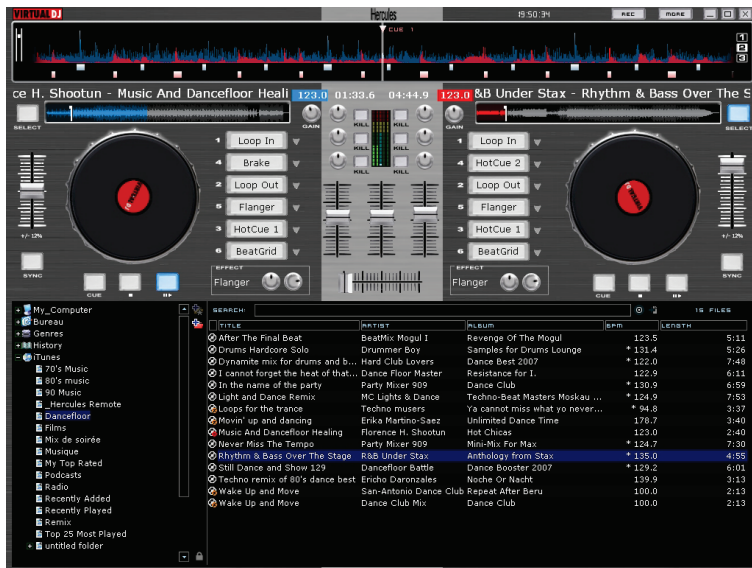 VIRTUAL DJ
Hercules
19:50:34
REC
MORE
CUE 1
1
2
3
ce H. Shootun - Music And Dancefloor Heali
123.0
01:33.6
04:44.9
123.0
&B Under Stax - Rhythm & Bass Over The S
SELECT
GAIN
KILL
KILL
GAIN
SELECT
KILL
KILL
KILL
KILL
1 Loop In
4 Brake
2 Loop Out
5 Flanger
3 HotCue 1
6 BeatGrid
1 Loop In
4 HotCue 2
2 Loop Out
5 Flanger
3 HotCue 1
6 BeatGrid
+/-12%
+/-12%
SYNC
SYNC
CUE
EFFECT
Flanger
EFFECT
Flanger
CUE
My_Computer
Bureau
Genres
History
iTunes
70's Music
80's music
90 Music
_Hercules Remote
Dancefloor
Films
Mix de soirée
Musique
My Top Rated
Podcasts
Radio
Recently Added
Recently Played
Remix
Top 25 Most Played
untitled folder
SEARCH:
15 FILES
TITLE ARTIST ALBUM BPM LENGTH
After The Final Beat BeatMix Mogul I Revenge Of The Mogul 123.5 5:11
Drums Hardcore Solo Drummer Boy Samples for Drums Lounge * 131.4 5:26
Dynamite mix for drums and b... Hard Club Lovers Dance Best 2007 * 122.0 7:48
I cannot forget the heat of that... Dance Floor Master Resistance for I. 122.9 6:11
In the name of the party Party Mixer 909 Dance Club * 130.9 6:59
Light and Dance Remix MC Lights & Dance Techno-Beat Masters Moskau ... * 124.9 7:53
Loops for the trance Techno musers Ya cannot miss what yo never... * 94.8 3:37
Movin' up and dancing Erika Martino-Saez Unlimited Dance Time 178.7 3:40
Music And Dancefloor Healing Florence H. Shootun Hot Chicas 123.0 2:40
Never Miss The Tempo Party Mixer 909 Mini-Mix For Max * 124.7 7:30
Rhythm & Bass Over The Stage R&B Under Stax Anthology from Stax * 135.0 4:55
Still Dance and Show 129 Dancefloor Battle Dance Booster 2007 * 129.2 6:01
Techno remix of 80's dance best Ericho Daronzales Noche Or Nacht 139.9 3:13
Wake Up and Move San-Antonio Dance Club Repeat After Beru 100.0 2:13
Wake Up and Move Dance Club Mix Dance Club 100.0 2:13